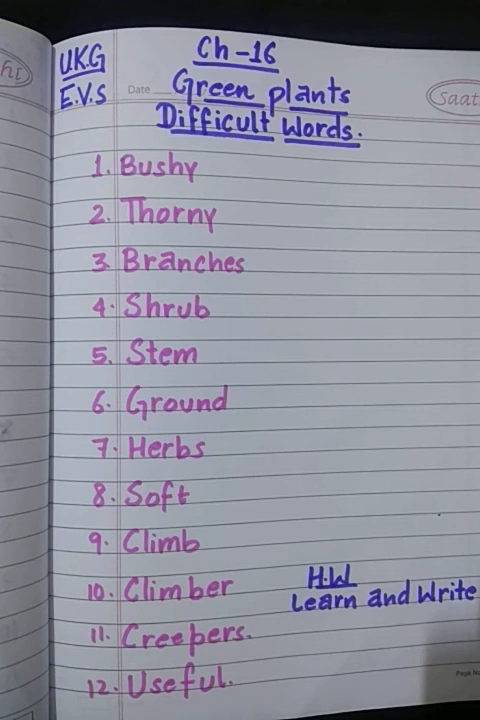 U.K.G
E.V.S
Ch-16
Date
Green plants
Difficult Words.
1. Bushy
2. Thorny
3. Branches
4. Shrub
5. Stem
6. Ground
7. Herbs
8. Soft
9. Climb
10. Climber
H.W
Learn and Write
11. Creepers.
12. Useful.